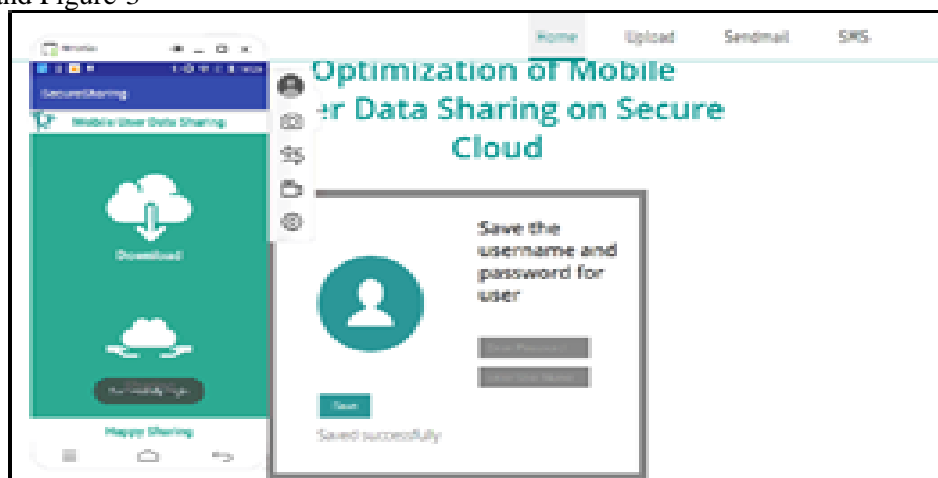 and Figure-3
Home Upload Sendmail SMS
SecureSharing
Mobile User Data Sharing
Download
Happy Sharing
Optimization of Mobile
er Data Sharing on Secure
Cloud
Save the
username and
password for
user
Save
Saved successfully